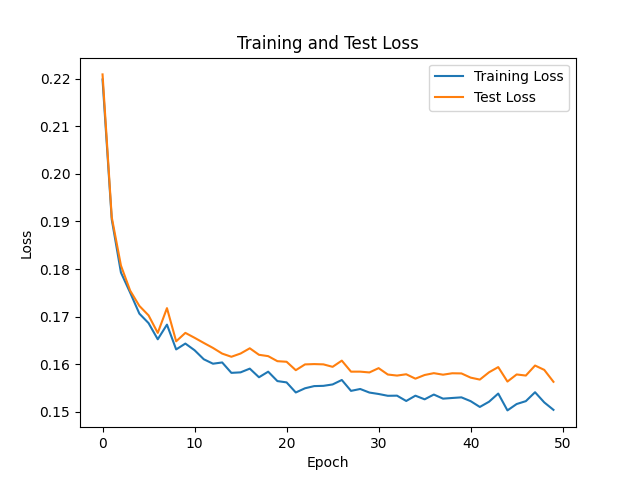 Training and Test Loss
Training Loss
Test Loss
0.22
0.21
0.20
0.19
0.18
0.17
0.16
0.15
Loss
0 10 20 30 40 50
Epoch